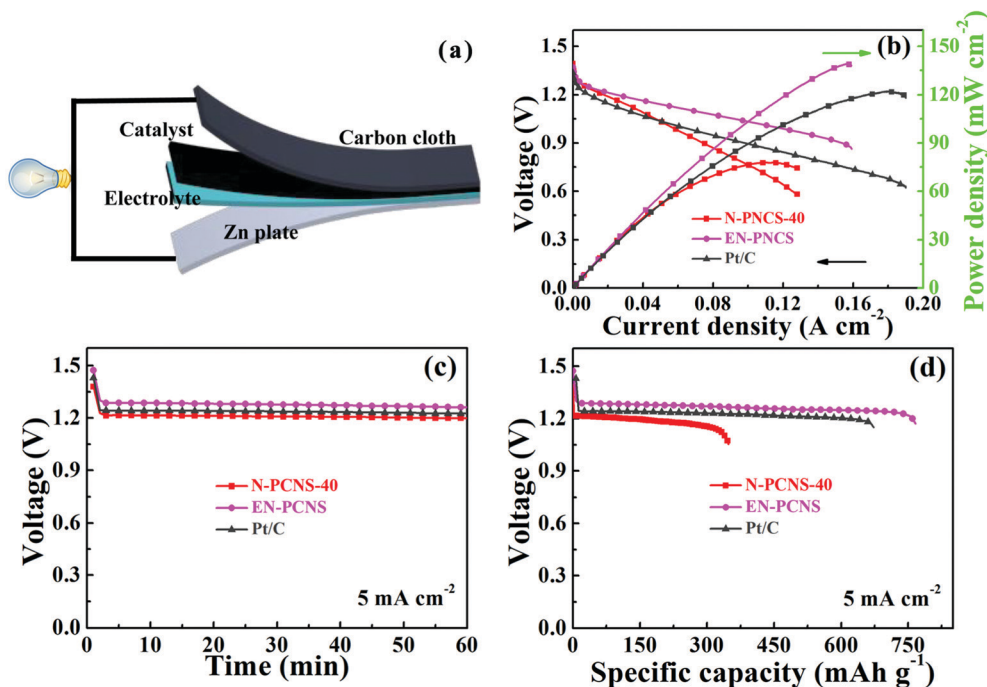 (a)
Catalyst
Carbon cloth
Electrolyte
Zn plate
(b)
Voltage (V)
1.5
1.2
0.9
0.6
0.3
0.0
150
120
90
60
30
0
Power density (mW cm⁻²)
N-PNCS-40
EN-PNCS
Pt/C
0.00 0.04 0.08 0.12 0.16 0.20
Current density (A cm⁻²)
(c)
Voltage (V)
1.5
1.2
0.9
0.6
0.3
0.0
N-PCNS-40
EN-PCNS
Pt/C
5 mA cm⁻²
0 10 20 30 40 50 60
Time (min)
(d)
Voltage (V)
1.5
1.2
0.9
0.6
0.3
0.0
N-PCNS-40
EN-PCNS
Pt/C
5 mA cm⁻²
0 150 300 450 600 750
Specific capacity (mAh g⁻¹)